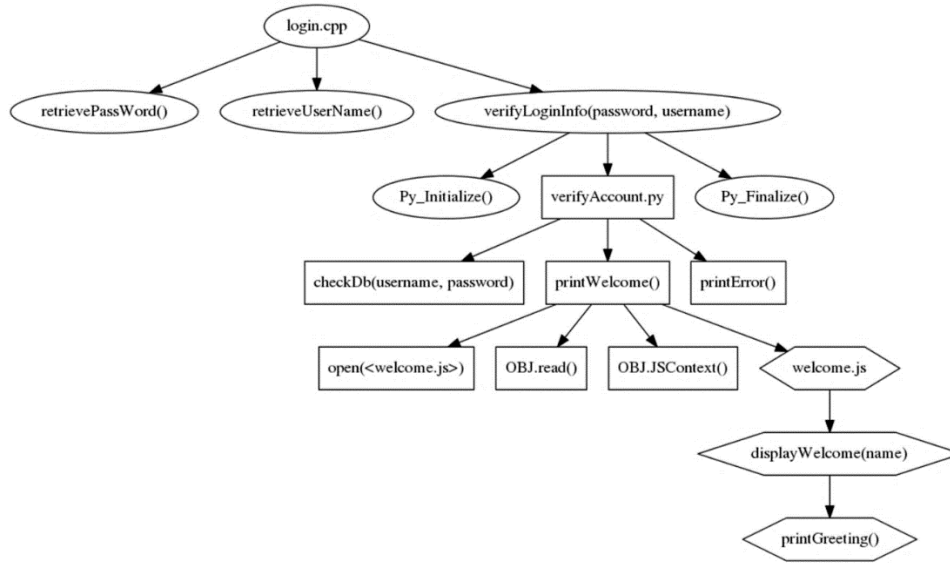 login.cpp
retrievePassWord()
retrieveUserName()
verifyLoginInfo(password, username)
Py_Initialize()
verifyAccount.py
Py_Finalize()
checkDb(username, password)
printWelcome()
printError()
open(<welcome.js>)
OBJ.read()
OBJ.JSContext()
welcome.js
displayWelcome(name)
printGreeting()